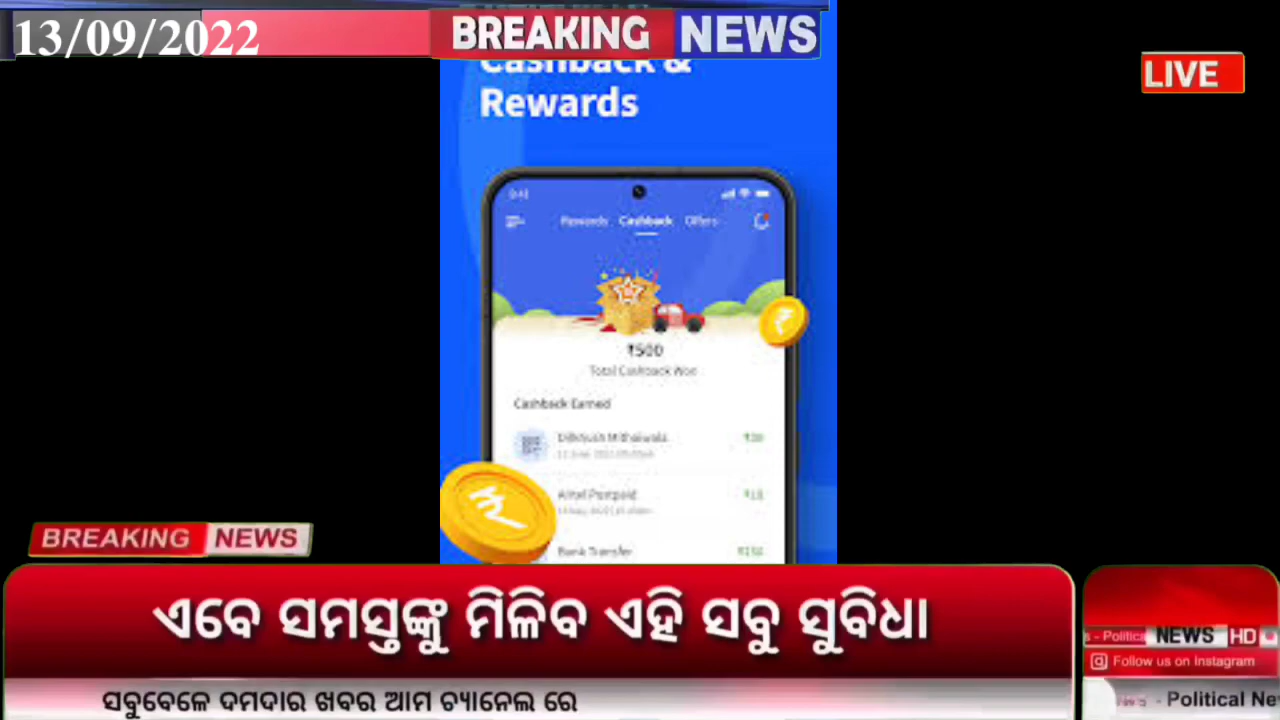 13/09/2022
BREAKING NEWS
LIVE
Cashback &
Rewards
Rewards Cashback Offers
₹500
Total Cashback Won
Cashback Earned
Airtel Postpaid
Bank Transfer
BREAKING NEWS
ଏବେ ସମସ୍ତଙ୍କୁ ମିଳିବ ଏହି ସବୁ ସୁବିଧା
ସବୁବେଳେ ଦମଦାର ଖବର ଆମ ଚ୍ୟାନେଲ ରେ
s - Politica NEWS HD
Follow us on Instagram
- Political Ne